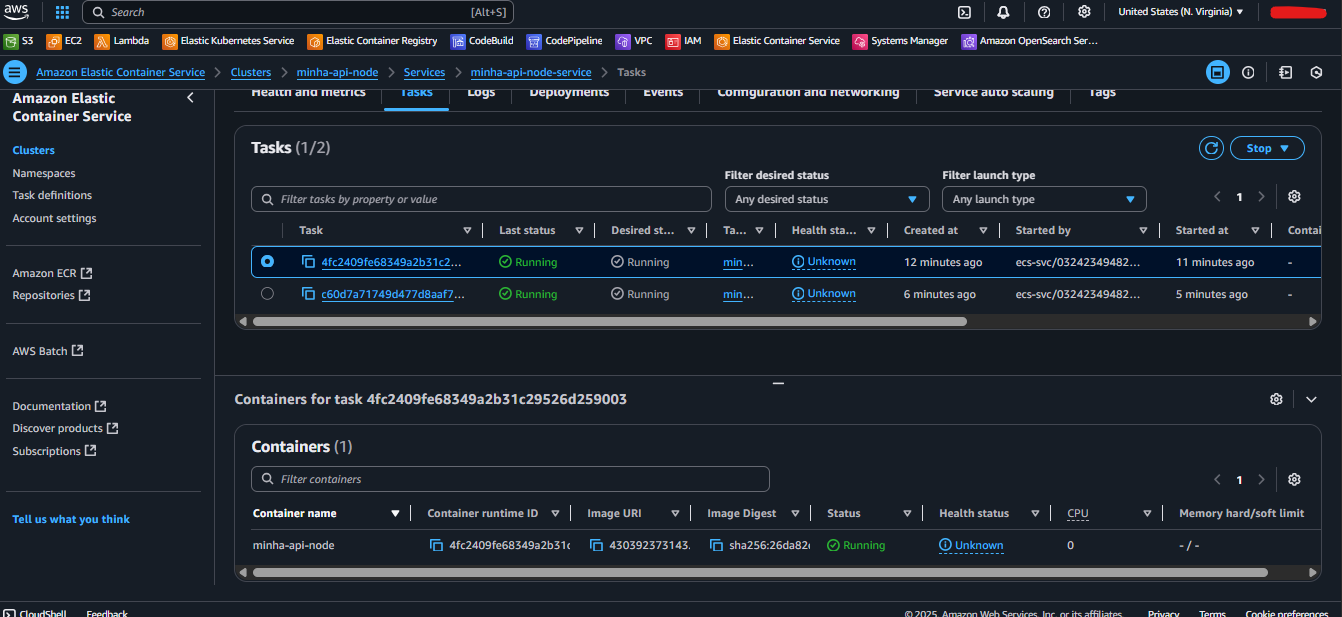 aws Search [Alt+S] United States (N. Virginia)
S3 EC2 Lambda Elastic Kubernetes Service Elastic Container Registry CodeBuild CodePipeline VPC IAM Elastic Container Service Systems Manager Amazon OpenSearch Ser...
Amazon Elastic Container Service Clusters minha-api-node Services minha-api-node-service Tasks
Amazon Elastic
Container Service
Clusters
Namespaces
Task definitions
Account settings
Amazon ECR
Repositories
AWS Batch
Documentation
Discover products
Subscriptions
Tell us what you think
Health and metrics Tasks Logs Deployments Events Configuration and networking Service auto scaling Tags
Tasks (1/2) Stop
Filter desired status Filter launch type
Filter tasks by property or value Any desired status Any launch type 1
Task Last status Desired st... Ta... Health sta... Created at Started by Started at Contai
4fc2409fe68349a2b31c2... Running Running min... Unknown 12 minutes ago ecs-svc/03242349482... 11 minutes ago -
c60d7a71749d477d8aaf7... Running Running min... Unknown 6 minutes ago ecs-svc/03242349482... 5 minutes ago -
Containers for task 4fc2409fe68349a2b31c29526d259003
Containers (1)
Filter containers 1
Container name Container runtime ID Image URI Image Digest Status Health status CPU Memory hard/soft limit
minha-api-node 4fc2409fe68349a2b31c 430392373143. sha256:26da82 Running Unknown 0 - / -
CloudShell Feedback © 2025, Amazon Web Services, Inc. or its affiliates. Privacy Terms Cookie preferences